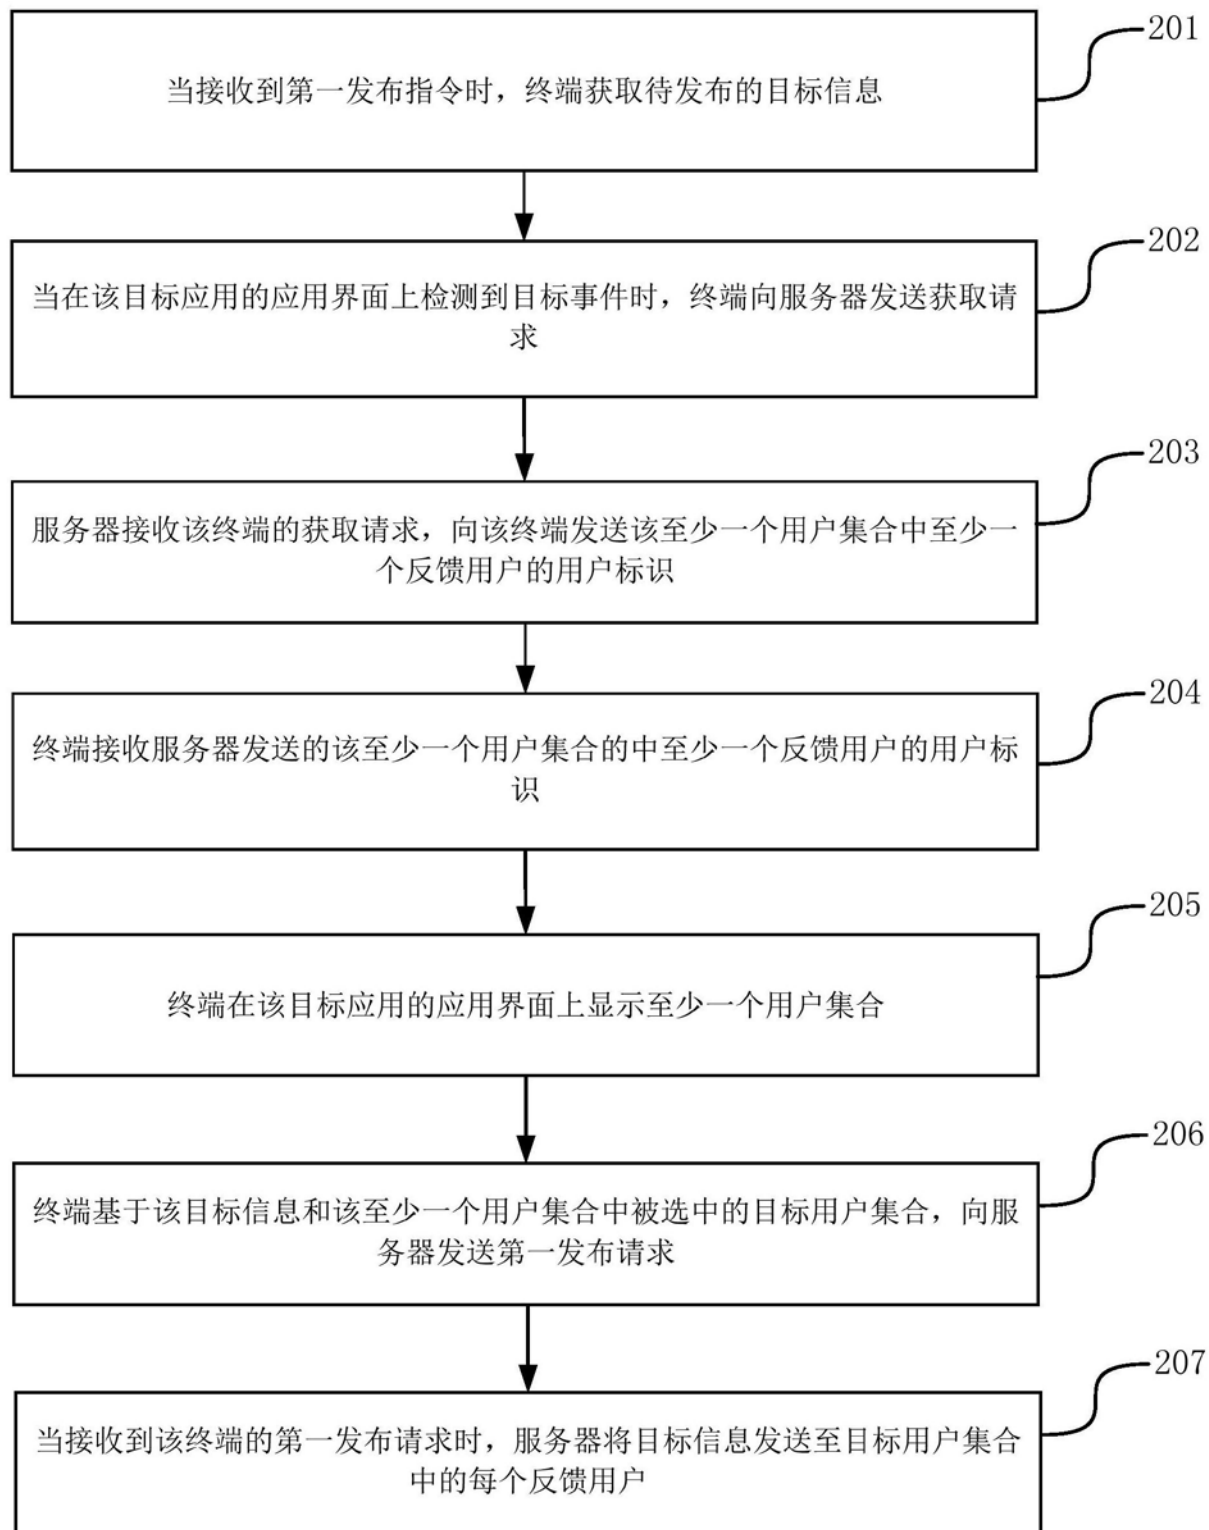 201
当接收到第一发布指令时，终端获取待发布的目标信息
202
当在该目标应用的应用界面上检测到目标事件时，终端向服务器发送获取请
求
203
服务器接收该终端的获取请求，向该终端发送该至少一个用户集合中至少一
个反馈用户的用户标识
204
终端接收服务器发送的该至少一个用户集合的中至少一个反馈用户的用户标
识
205
终端在该目标应用的应用界面上显示至少一个用户集合
206
终端基于该目标信息和该至少一个用户集合中被选中的目标用户集合，向服
务器发送第一发布请求
207
当接收到该终端的第一发布请求时，服务器将目标信息发送至目标用户集合
中的每个反馈用户